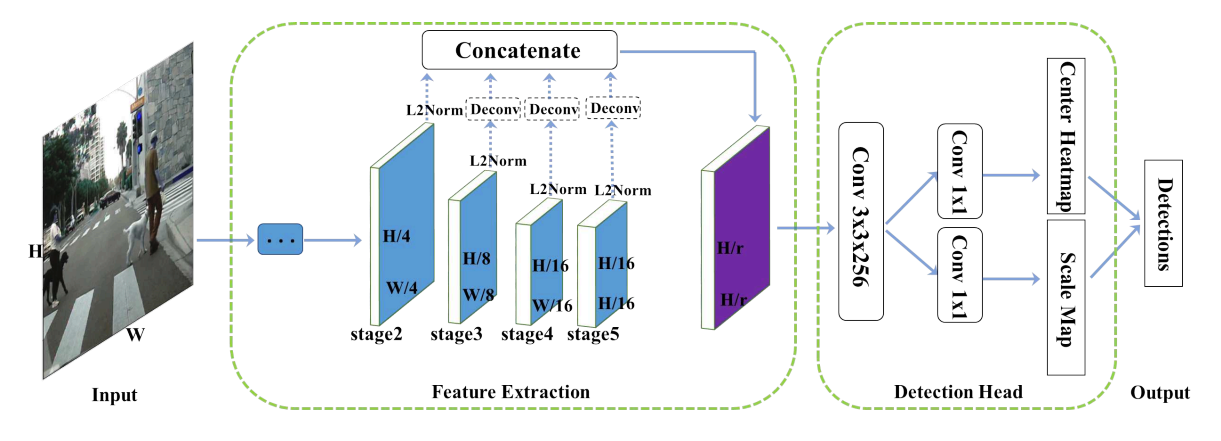 Concatenate
L2Norm
Deconv
Deconv
Deconv
L2Norm
L2Norm
L2Norm
H
W
...
H/4
W/4
H/8
W/8
H/16
W/16
H/16
H/16
H/r
H/r
stage2
stage3
stage4
stage5
Conv 3x3x256
Conv 1x1
Conv 1x1
Center Heatmap
Scale Map
Detections
Input
Feature Extraction
Detection Head
Output